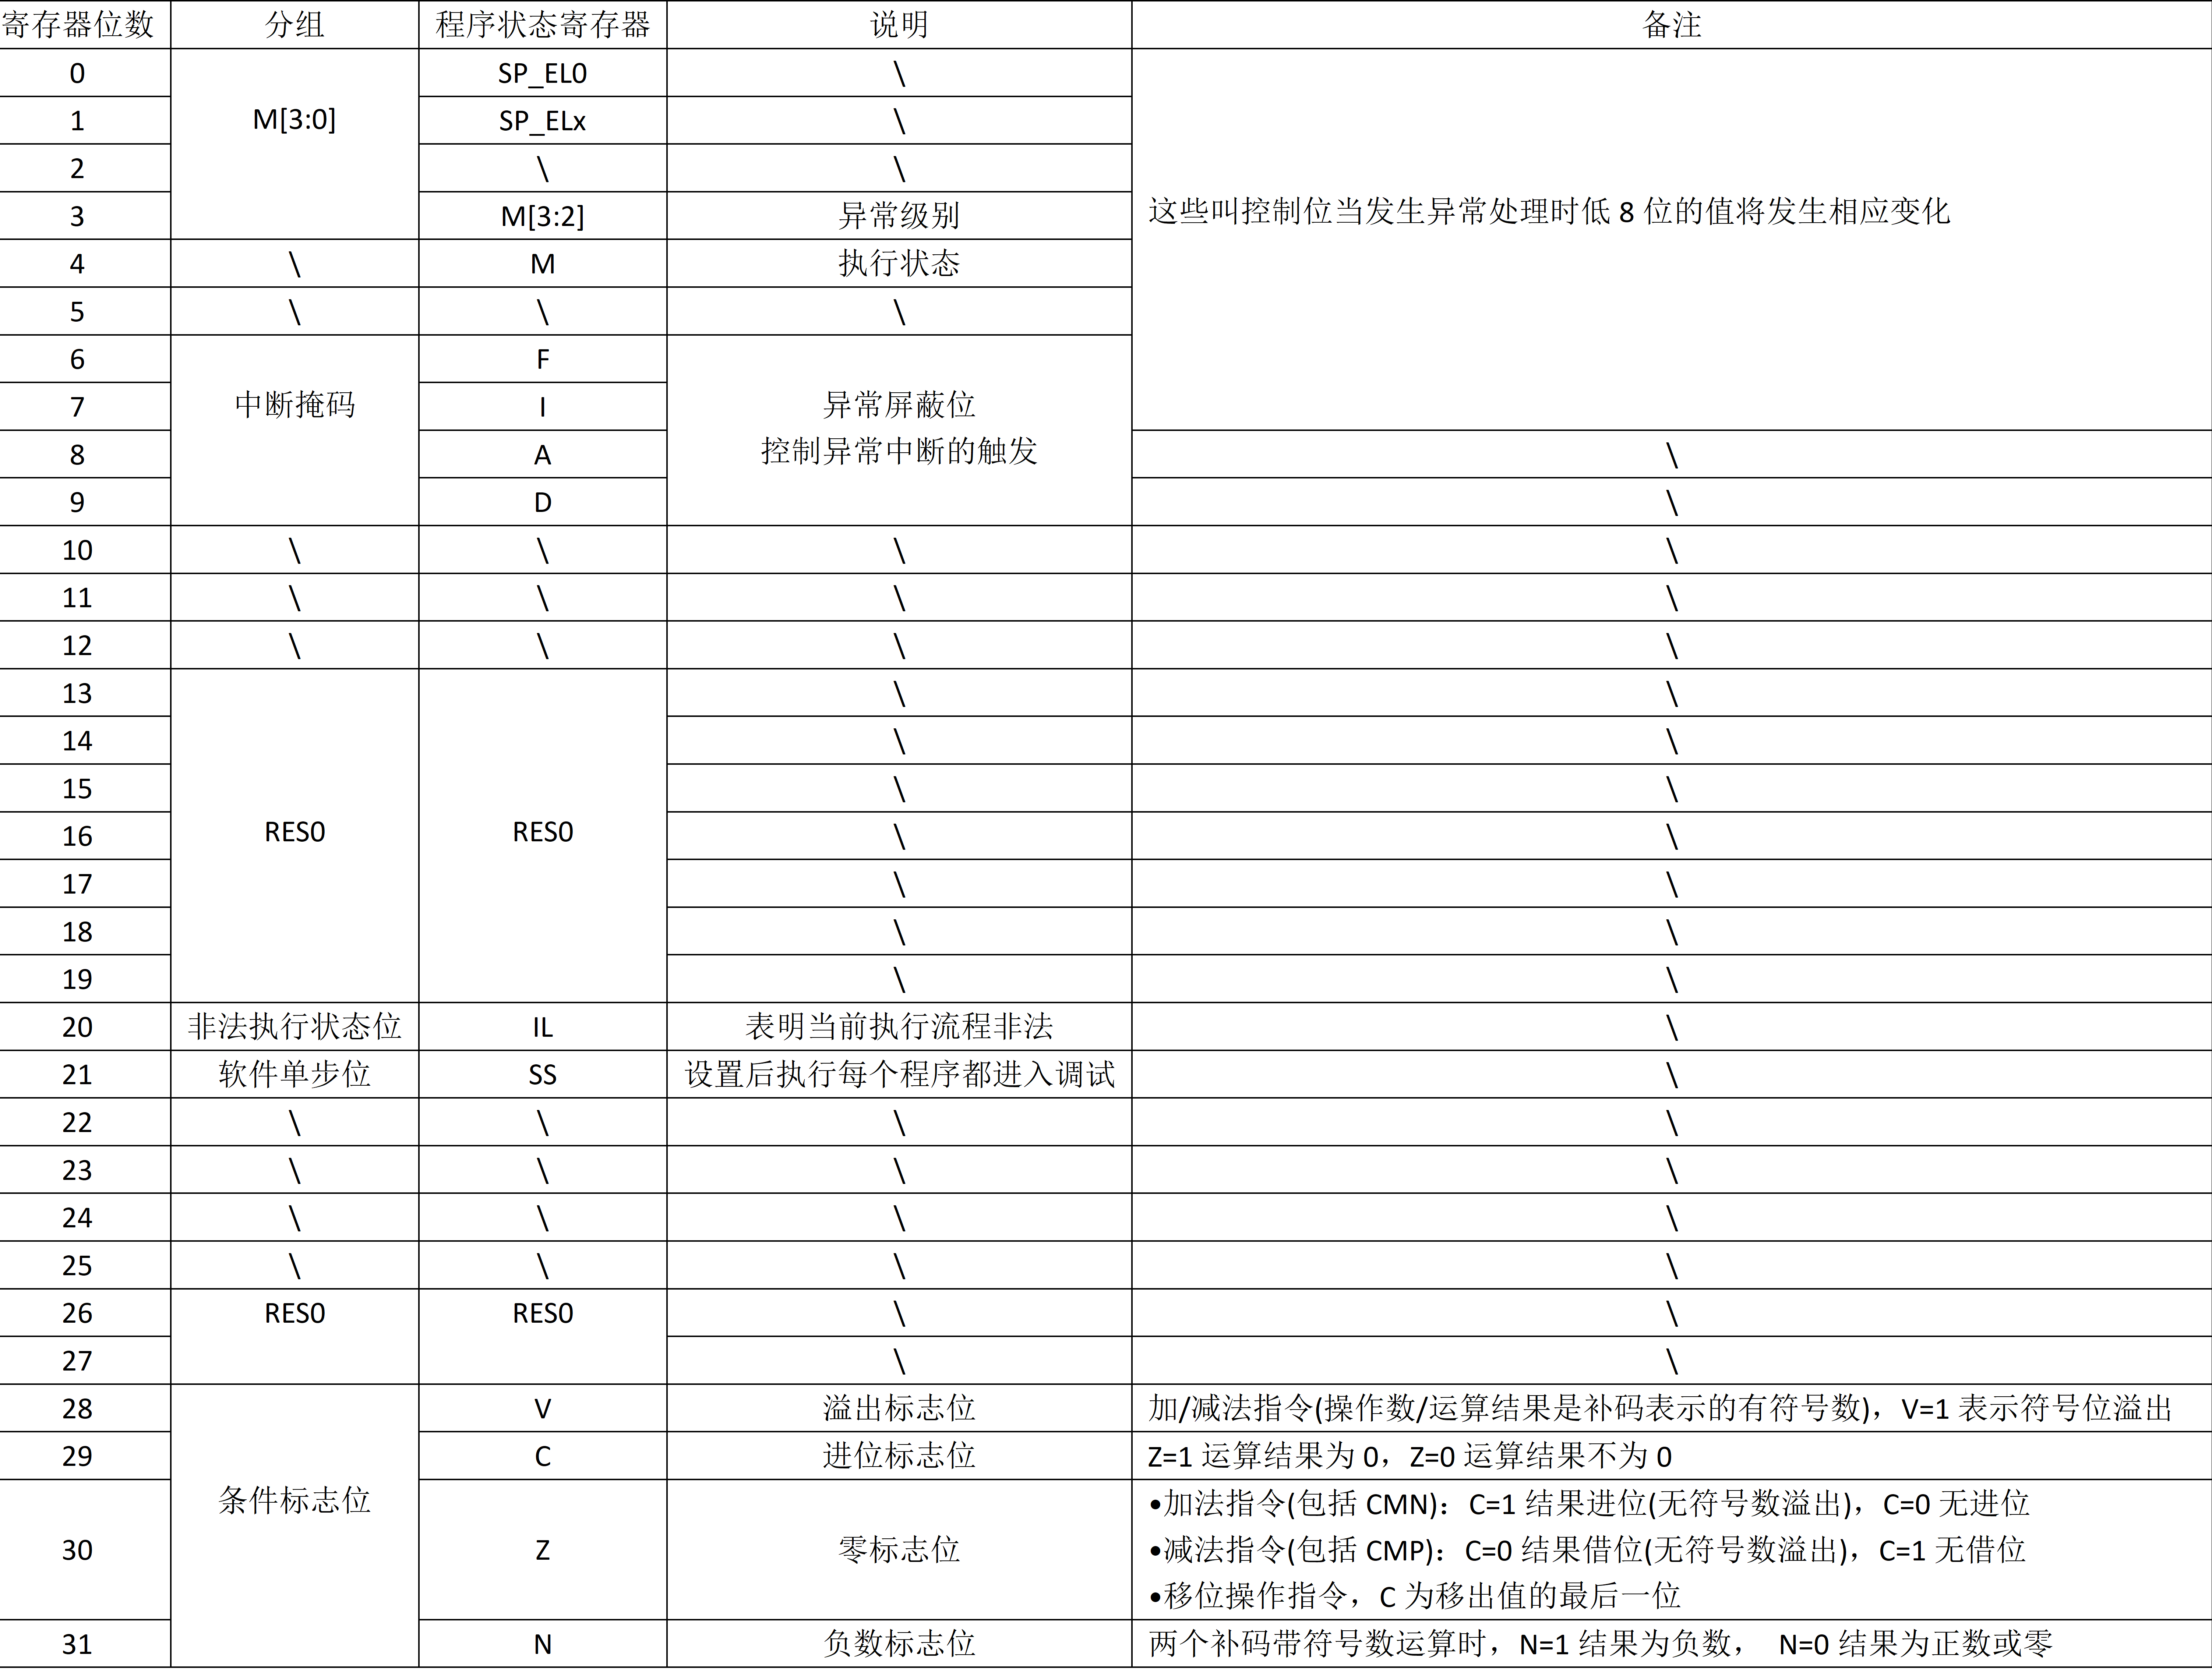 寄存器位数 分组 程序状态寄存器 说明 备注
0 M[3:0] SP_EL0 \ 这些叫控制位当发生异常处理时低 8 位的值将发生相应变化
1 SP_ELx \
2 \ \
3 M[3:2] 异常级别
4 \ M 执行状态
5 \ \ \
6 中断掩码 F 异常屏蔽位
控制异常中断的触发
7 I
8 A \
9 D \
10 \ \ \ \
11 \ \ \ \
12 \ \ \ \
13 RES0 RES0 \ \
14 \ \
15 \ \
16 \ \
17 \ \
18 \ \
19 \ \
20 非法执行状态位 IL 表明当前执行流程非法 \
21 软件单步位 SS 设置后执行每个程序都进入调试 \
22 \ \ \ \
23 \ \ \ \
24 \ \ \ \
25 \ \ \ \
26 RES0 RES0 \ \
27 \ \
28 条件标志位 V 溢出标志位 加/减法指令(操作数/运算结果是补码表示的有符号数)，V=1 表示符号位溢出
29 C 进位标志位 Z=1 运算结果为 0，Z=0 运算结果不为 0
30 Z 零标志位 •加法指令(包括 CMN)：C=1 结果进位(无符号数溢出)，C=0 无进位
•减法指令(包括 CMP)：C=0 结果借位(无符号数溢出)，C=1 无借位
•移位操作指令，C 为移出值的最后一位
31 N 负数标志位 两个补码带符号数运算时，N=1 结果为负数， N=0 结果为正数或零